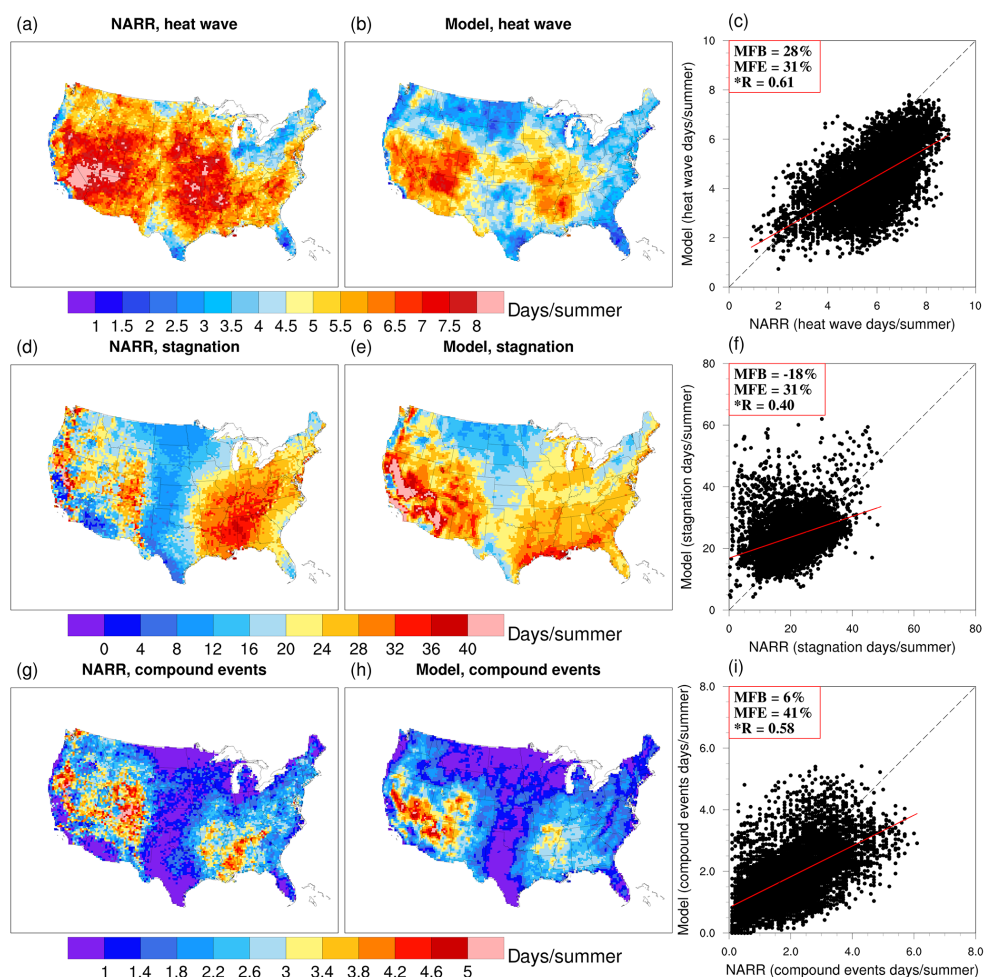 (a) NARR, heat wave
(b) Model, heat wave
(c)
MFB = 28%
MFE = 31%
*R = 0.61
Model (heat wave days/summer)
10
8
6
4
2
0
0 2 4 6 8 10
NARR (heat wave days/summer)
Days/summer
1 1.5 2 2.5 3 3.5 4 4.5 5 5.5 6 6.5 7 7.5 8
(d) NARR, stagnation
(e) Model, stagnation
(f)
MFB = -18%
MFE = 31%
*R = 0.40
Model (stagnation days/summer)
80
60
40
20
0
0 20 40 60 80
NARR (stagnation days/summer)
Days/summer
0 4 8 12 16 20 24 28 32 36 40
(g) NARR, compound events
(h) Model, compound events
(i)
MFB = 6%
MFE = 41%
*R = 0.58
Model (compound events days/summer)
8.0
6.0
4.0
2.0
0.0
0.0 2.0 4.0 6.0 8.0
NARR (compound events days/summer)
Days/summer
1 1.4 1.8 2.2 2.6 3 3.4 3.8 4.2 4.6 5